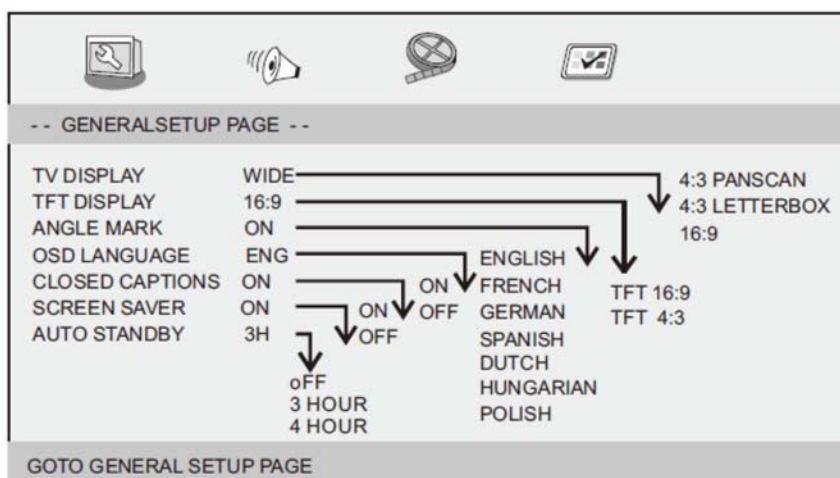 -- GENERALSETUP PAGE --
TV DISPLAY WIDE
TFT DISPLAY 16:9
ANGLE MARK ON
OSD LANGUAGE ENG
CLOSED CAPTIONS ON
SCREEN SAVER ON
AUTO STANDBY 3H
oFF
3 HOUR
4 HOUR
ON
OFF
ON
OFF
ENGLISH
FRENCH
GERMAN
SPANISH
DUTCH
HUNGARIAN
POLISH
TFT 16:9
TFT 4:3
4:3 PANSCAN
4:3 LETTERBOX
16:9
GOTO GENERAL SETUP PAGE